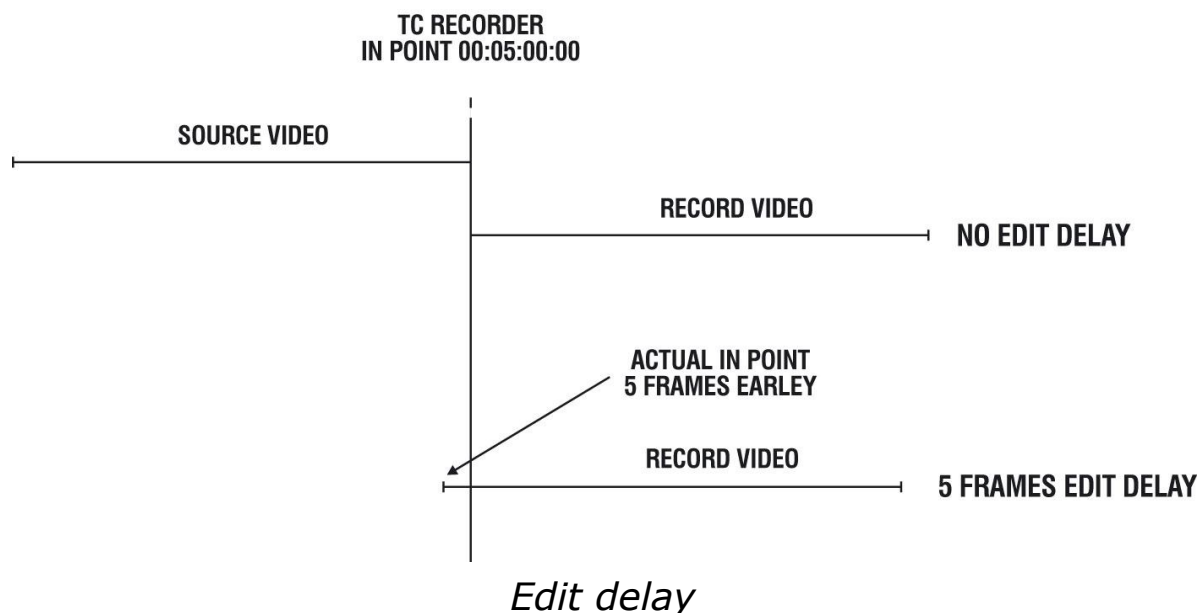 TC RECORDER
IN POINT 00:05:00:00
SOURCE VIDEO
RECORD VIDEO
NO EDIT DELAY
ACTUAL IN POINT
5 FRAMES EARLEY
RECORD VIDEO
5 FRAMES EDIT DELAY
Edit delay